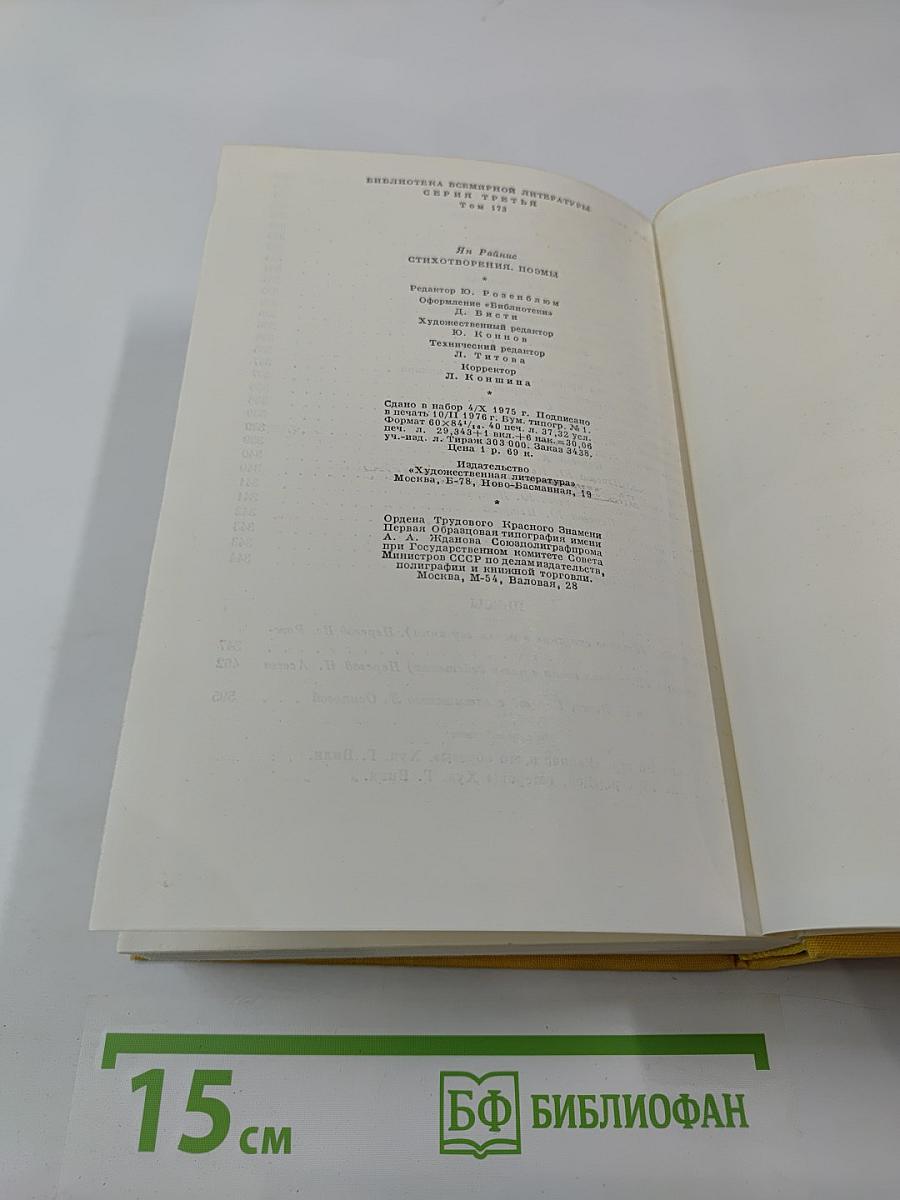 БИБЛИОТЕКА ВСЕМИРНОЙ ЛИТЕРАТУРЫ
СЕРИЯ ТРЕТЬЯ
Том 173
Ян Райнис
СТИХОТВОРЕНИЯ. ПОЭМЫ
*
Редактор Ю. Розенблюм
Оформление «Библиотеки»
Д. Бисти
Художественный редактор
Ю. Коннов
Технический редактор
Л. Титова
Корректор
Л. Коншина
*
Сдано в набор 4/X 1975 г. Подписано
в печать 10/II 1976 г. Бум. типогр. № 1.
Формат 60×84¹/₁₆. 40 печ. л. 37,32 усл.
печ. л. 29,343+1 вкл.+6 нак.=30,06
уч.-изд. л. Тираж 303 000. Заказ 3438.
Цена 1 р. 69 к.
Издательство
«Художественная литература»
Москва, Б-78, Ново-Басманная, 19
*
Ордена Трудового Красного Знамени
Первая Образцовая типография имени
А. А. Жданова Союзполиграфпрома
при Государственном комитете Совета
Министров СССР по делам издательств,
полиграфии и книжной торговли.
Москва, М-54, Валовая, 28
15 см
БФ БИБЛИОФАН